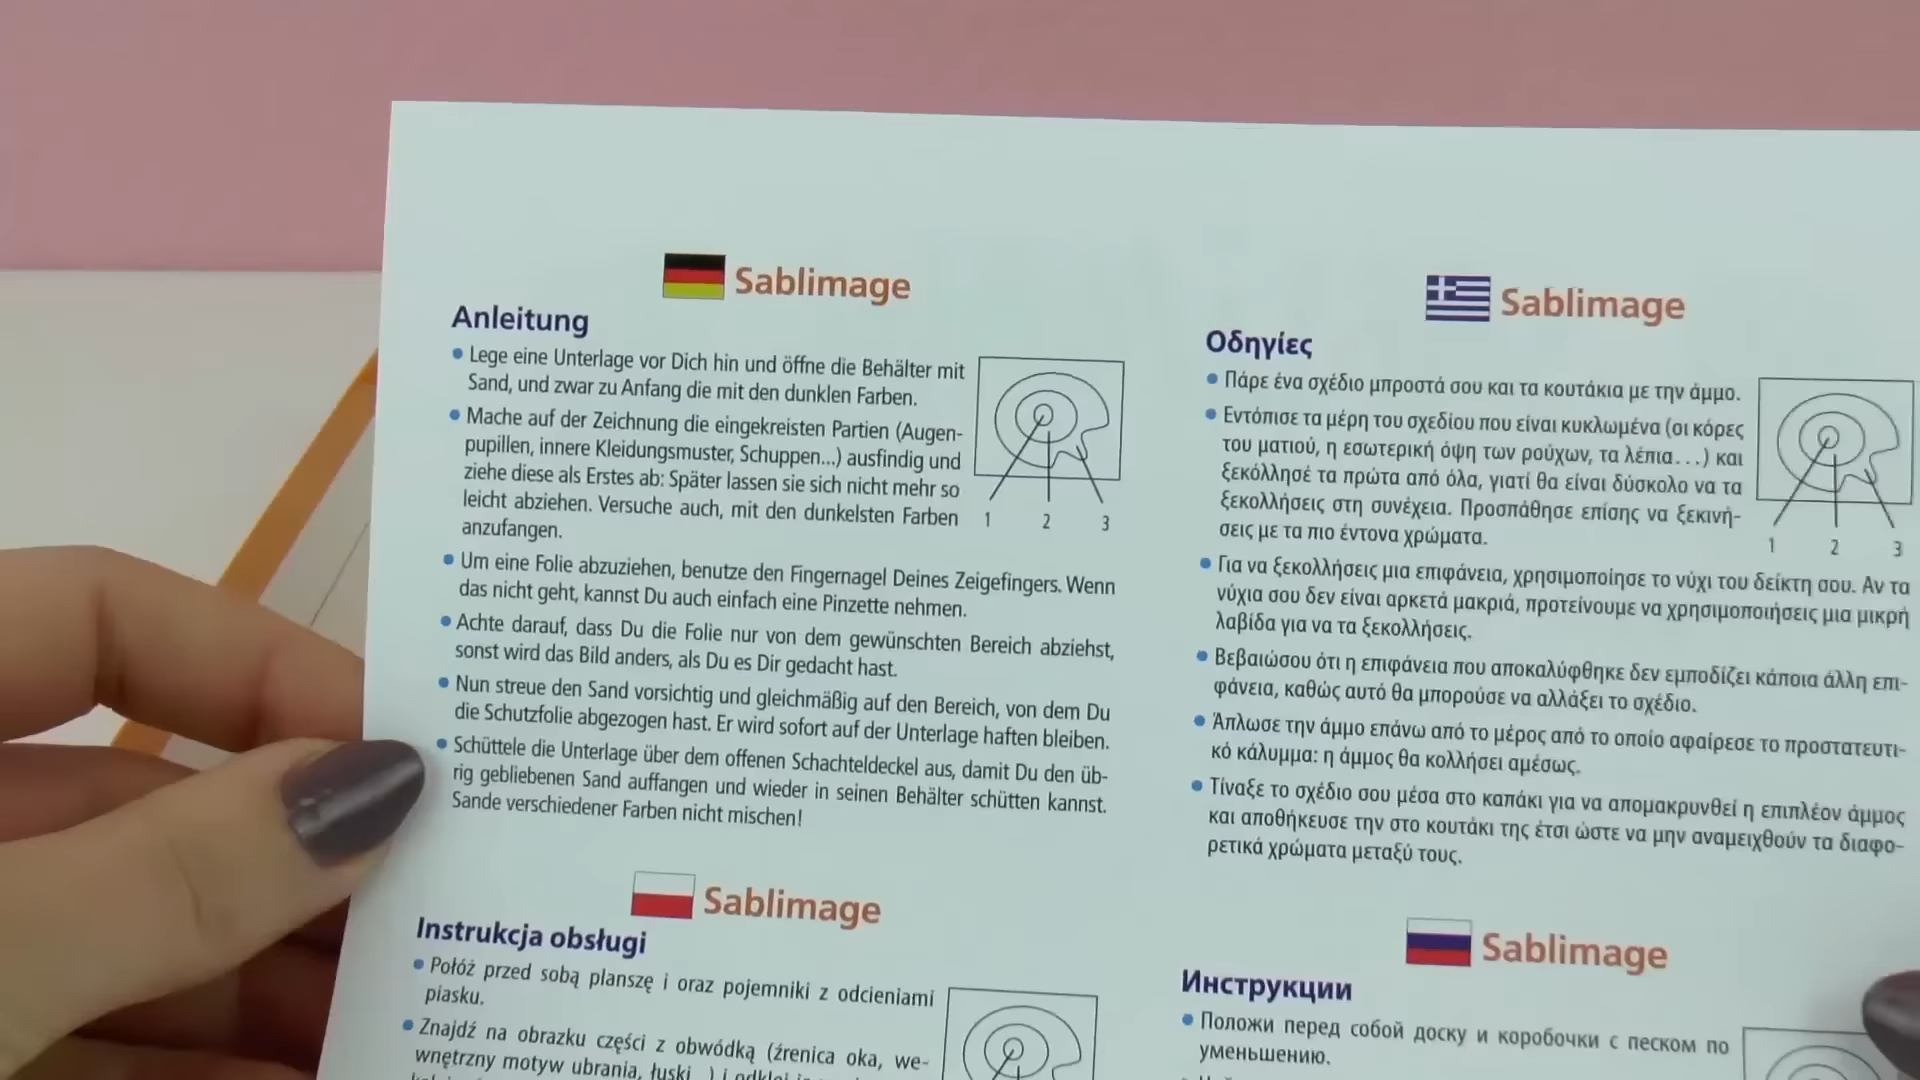 Sablimage
Anleitung
• Lege eine Unterlage vor Dich hin und öffne die Behälter mit
Sand, und zwar zu Anfang die mit den dunklen Farben.
• Mache auf der Zeichnung die eingekreisten Partien (Augen-
pupillen, innere Kleidungsmuster, Schuppen...) ausfindig und
ziehe diese als Erstes ab: Später lassen sie sich nicht mehr so
leicht abziehen. Versuche auch, mit den dunkelsten Farben
anzufangen.
1 2 3
• Um eine Folie abzuziehen, benutze den Fingernagel Deines Zeigefingers. Wenn
das nicht geht, kannst Du auch einfach eine Pinzette nehmen.
• Achte darauf, dass Du die Folie nur von dem gewünschten Bereich abziehst,
sonst wird das Bild anders, als Du es Dir gedacht hast.
• Nun streue den Sand vorsichtig und gleichmäßig auf den Bereich, von dem Du
die Schutzfolie abgezogen hast. Er wird sofort auf der Unterlage haften bleiben.
• Schüttele die Unterlage über dem offenen Schachteldeckel aus, damit Du den üb-
rig gebliebenen Sand auffangen und wieder in seinen Behälter schütten kannst.
Sande verschiedener Farben nicht mischen!
Sablimage
Οδηγίες
• Πάρε ένα σχέδιο μπροστά σου και τα κουτάκια με την άμμο.
• Εντόπισε τα μέρη του σχεδίου που είναι κυκλωμένα (οι κόρες
του ματιού, η εσωτερική όψη των ρούχων, τα λέπια…) και
ξεκόλλησέ τα πρώτα από όλα, γιατί θα είναι δύσκολο να τα
ξεκολλήσεις στη συνέχεια. Προσπάθησε επίσης να ξεκινή-
σεις με τα πιο έντονα χρώματα.
1 2 3
• Για να ξεκολλήσεις μια επιφάνεια, χρησιμοποίησε το νύχι του δείκτη σου. Αν τα
νύχια σου δεν είναι αρκετά μακριά, προτείνουμε να χρησιμοποιήσεις μια μικρή
λαβίδα για να τα ξεκολλήσεις.
• Βεβαιώσου ότι η επιφάνεια που αποκαλύφθηκε δεν εμποδίζει κάποια άλλη επι-
φάνεια, καθώς αυτό θα μπορούσε να αλλάξει το σχέδιο.
• Άπλωσε την άμμο επάνω από το μέρος από το οποίο αφαίρεσε το προστατευτι-
κό κάλυμμα: η άμμος θα κολλήσει αμέσως.
• Τίναξε το σχέδιο σου μέσα στο καπάκι για να απομακρυνθεί η επιπλέον άμμος
και αποθήκευσε την στο κουτάκι της έτσι ώστε να μην αναμειχθούν τα διαφο-
ρετικά χρώματα μεταξύ τους.
Sablimage
Instrukcja obsługi
• Połóż przed sobą planszę i oraz pojemniki z odcieniami
piasku.
• Znajdź na obrazku części z obwódką (źrenica oka, we-
wnętrzny motyw ubrania, łuski...) i
Sablimage
Инструкции
• Положи перед собой доску и коробочки с песком по
уменьшению.